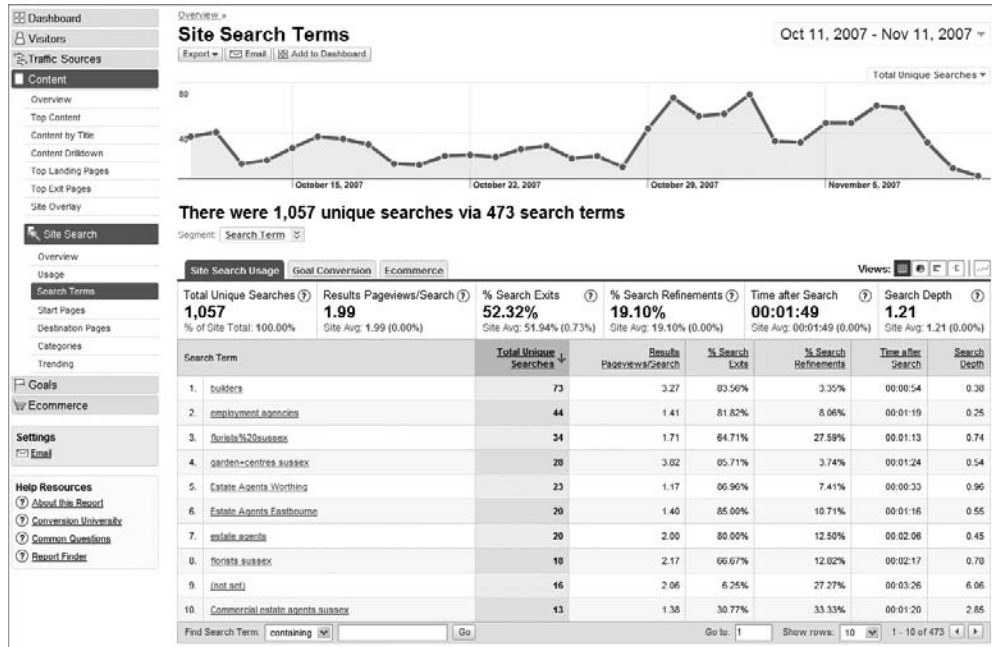 Dashboard
Visitors
Traffic Sources
Content
Overview
Top Content
Content by Title
Content Drilldown
Top Landing Pages
Top Exit Pages
Site Overlay
Site Search
Overview
Usage
Search Terms
Start Pages
Destination Pages
Categories
Trending
Goals
Ecommerce
Settings
Email
Help Resources
About this Report
Conversion University
Common Questions
Report Finder
Overview »
Site Search Terms
Oct 11, 2007 - Nov 11, 2007
Export Email Add to Dashboard
Total Unique Searches
80
40
October 15, 2007 October 22, 2007 October 29, 2007 November 5, 2007
There were 1,057 unique searches via 473 search terms
Segment: Search Term
Site Search Usage Goal Conversion Ecommerce Views:
Total Unique Searches Results Pageviews/Search % Search Exits % Search Refinements Time after Search Search Depth
1,057 1.99 52.32% 19.10% 00:01:49 1.21
% of Site Total: 100.00% Site Avg: 1.99 (0.00%) Site Avg: 51.94% (0.73%) Site Avg: 19.10% (0.00%) Site Avg: 00:01:49 (0.00%) Site Avg: 1.21 (0.00%)
Search Term Total Unique Searches Results Pageviews/Search % Search Exits % Search Refinements Time after Search Search Depth
1. builders 73 3.27 83.56% 3.35% 00:00:54 0.38
2. employment agencies 44 1.41 81.82% 8.06% 00:01:19 0.25
3. florists%20sussex 34 1.71 64.71% 27.59% 00:01:13 0.74
4. garden+centres sussex 28 3.82 85.71% 3.74% 00:01:24 0.54
5. Estate Agents Worthing 23 1.17 86.96% 7.41% 00:00:33 0.96
6. Estate Agents Eastbourne 20 1.40 85.00% 10.71% 00:01:16 0.55
7. estate agents 20 2.00 80.00% 12.50% 00:02:06 0.45
8. florists sussex 18 2.17 66.67% 12.82% 00:02:17 0.78
9. (not set) 16 2.06 6.25% 27.27% 00:03:26 6.06
10. Commercial estate agents sussex 13 1.38 30.77% 33.33% 00:01:20 2.85
Find Search Term: containing Go Go to: 1 Show rows: 10 1 - 10 of 473